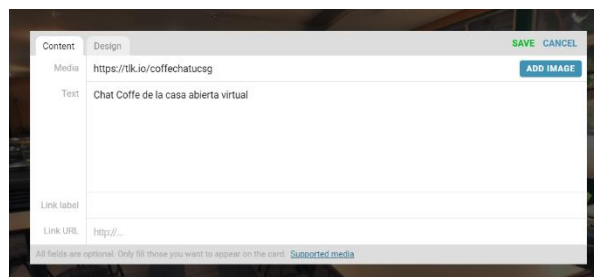 Content Design SAVE CANCEL
Media https://tlk.io/coffechatucsg ADD IMAGE
Text Chat Coffe de la casa abierta virtual
Link label
Link URL http://...
All fields are optional. Only fill those you want to appear on the card. Supported media